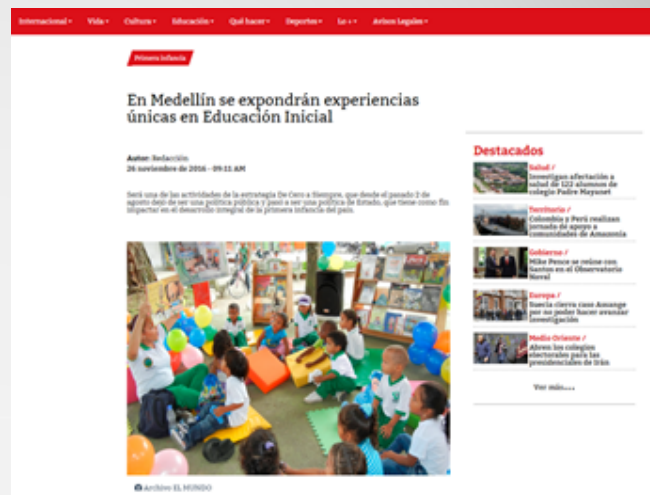 Internacional Vida Cultura Educación Qué hacer Deportes Lo + Avisos Legales
Primera Infancia
En Medellín se expondrán experiencias
únicas en Educación Inicial
Autor: Redacción
26 noviembre de 2016 - 09:11 AM
Será una de las actividades de la estrategia De Cero a Siempre, que desde el pasado 2 de
agosto dejó de ser una política pública y pasó a ser una política de Estado, que tiene como fin
impactar en el desarrollo integral de la primera infancia del país.
Archivo EL MUNDO
Destacados
Salud /
Investigan afectación a
salud de 122 alumnos de
colegio Padre Mayanet
Territorio /
Colombia y Perú realizan
jornada de apoyo a
comunidades de Amazonía
Gobierno /
Mike Pence se reúne con
Santos en el Observatorio
Naval
Europa /
Suecia cierra caso Assange
por no poder hacer avanzar
investigación
Medio Oriente /
Abren los colegios
electorales para las
presidenciales de Irán
Ver más...